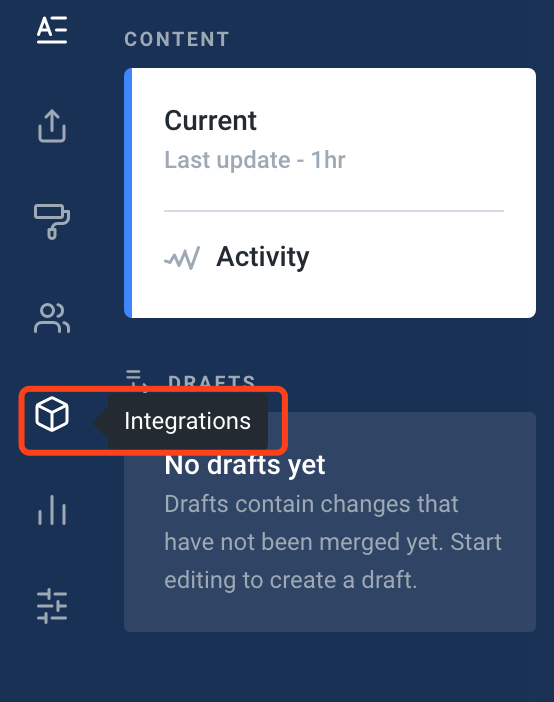 CONTENT
Current
Last update - 1hr
Activity
DRAFTS
Integrations
No drafts yet
Drafts contain changes that
have not been merged yet. Start
editing to create a draft.